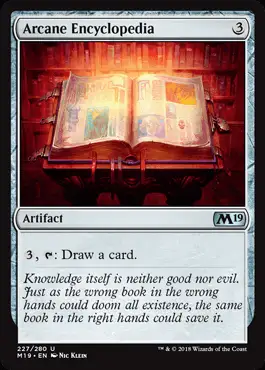 Arcane Encyclopedia 3
Artifact M19
3, : Draw a card.
Knowledge itself is neither good nor evil.
Just as the wrong book in the wrong
hands could doom all existence, the same
book in the right hands could save it.
227/280 U
M19 • EN Nic Klein ™ & © 2018 Wizards of the Coast